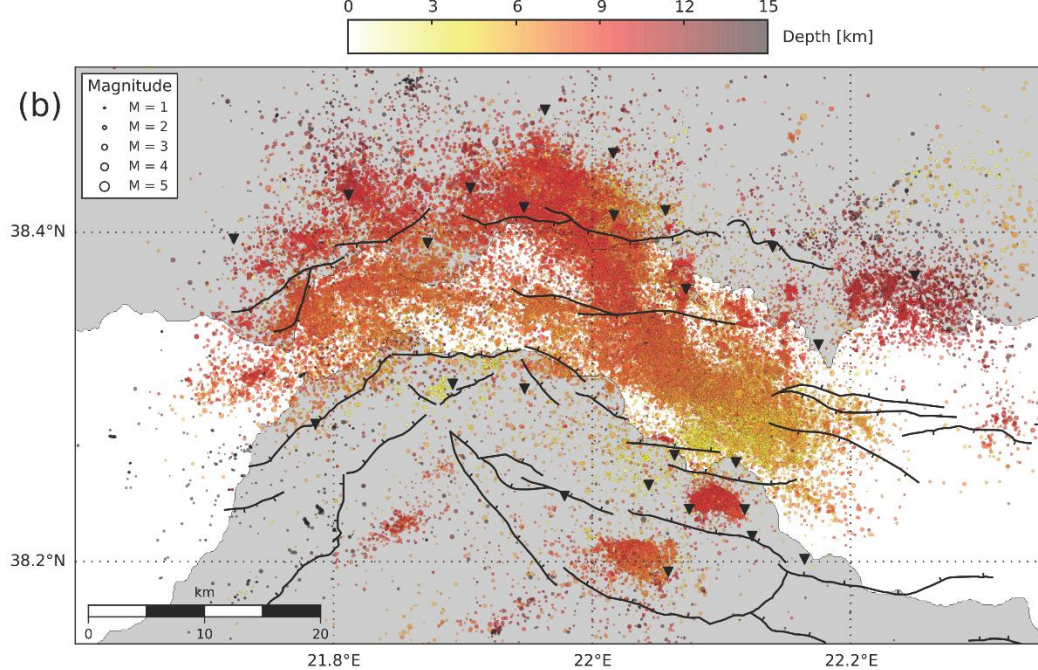 0 3 6 9 12 15
Depth [km]
(b)
Magnitude
M = 1
M = 2
M = 3
M = 4
M = 5
38.4°N
38.2°N
km
0 10 20
21.8°E 22°E 22.2°E